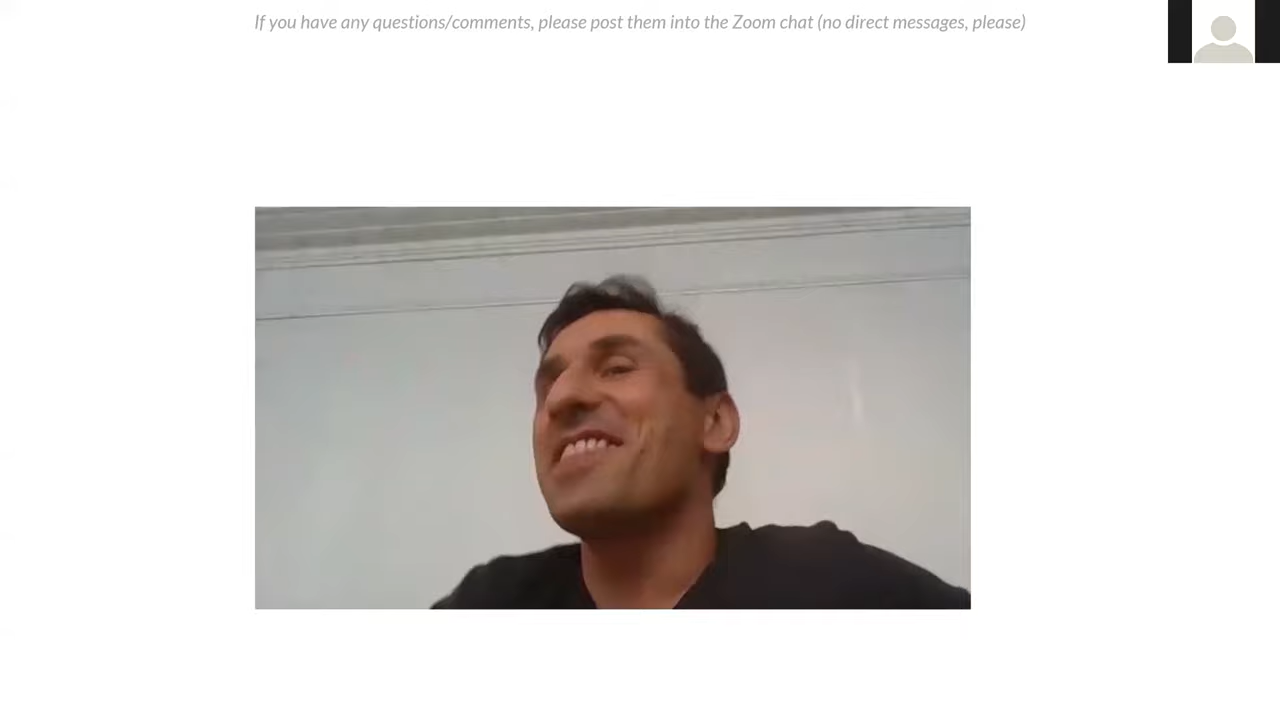 If you have any questions/comments, please post them into the Zoom chat (no direct messages, please)